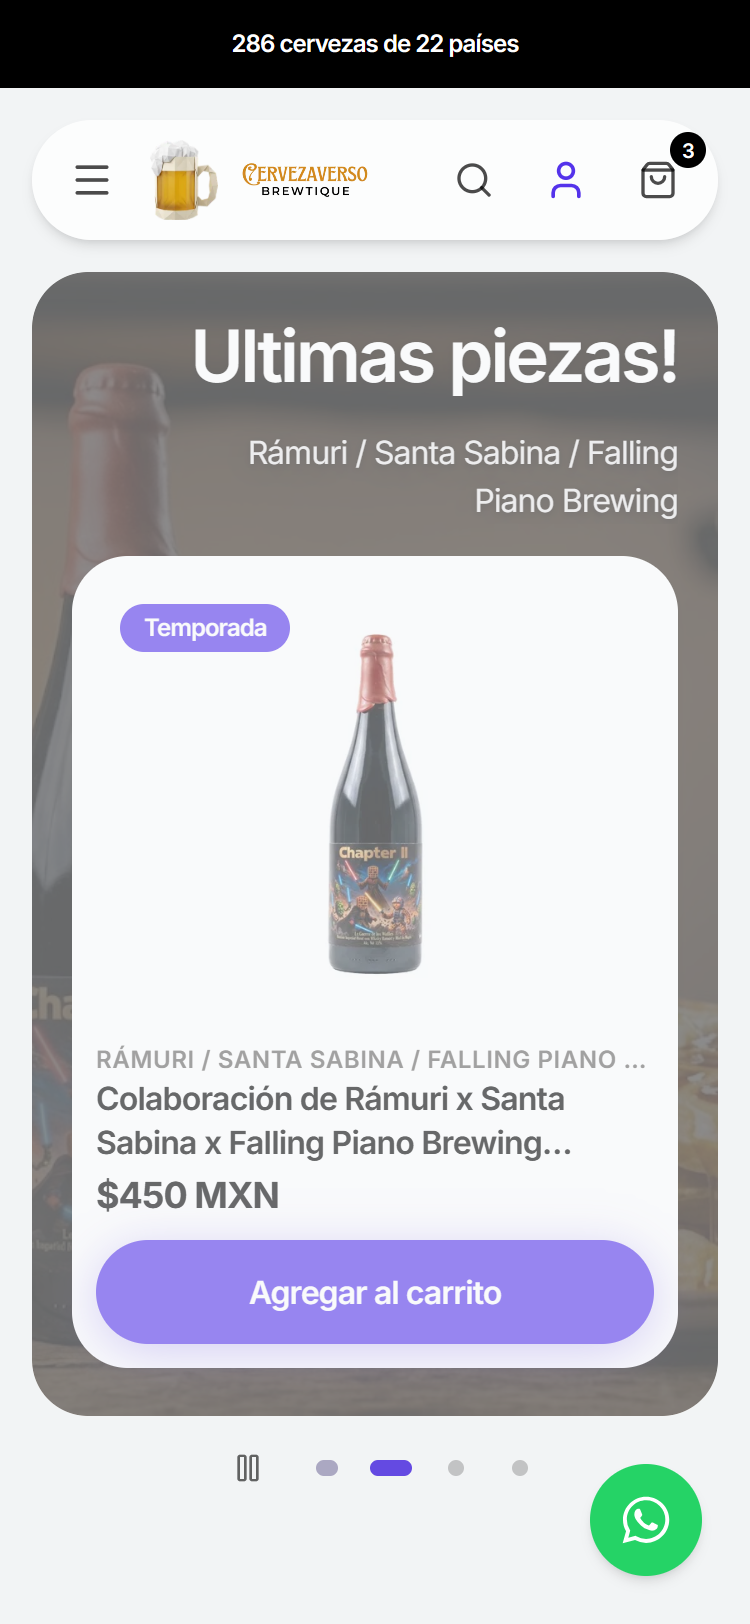 286 cervezas de 22 países
3
CERVEZAVERSO
BREWTIQUE
Ultimas piezas!
Rámuri / Santa Sabina / Falling
Piano Brewing
Temporada
Chapter II
Cha
RÁMURI / SANTA SABINA / FALLING PIANO ...
Colaboración de Rámuri x Santa
Sabina x Falling Piano Brewing...
$450 MXN
Agregar al carrito